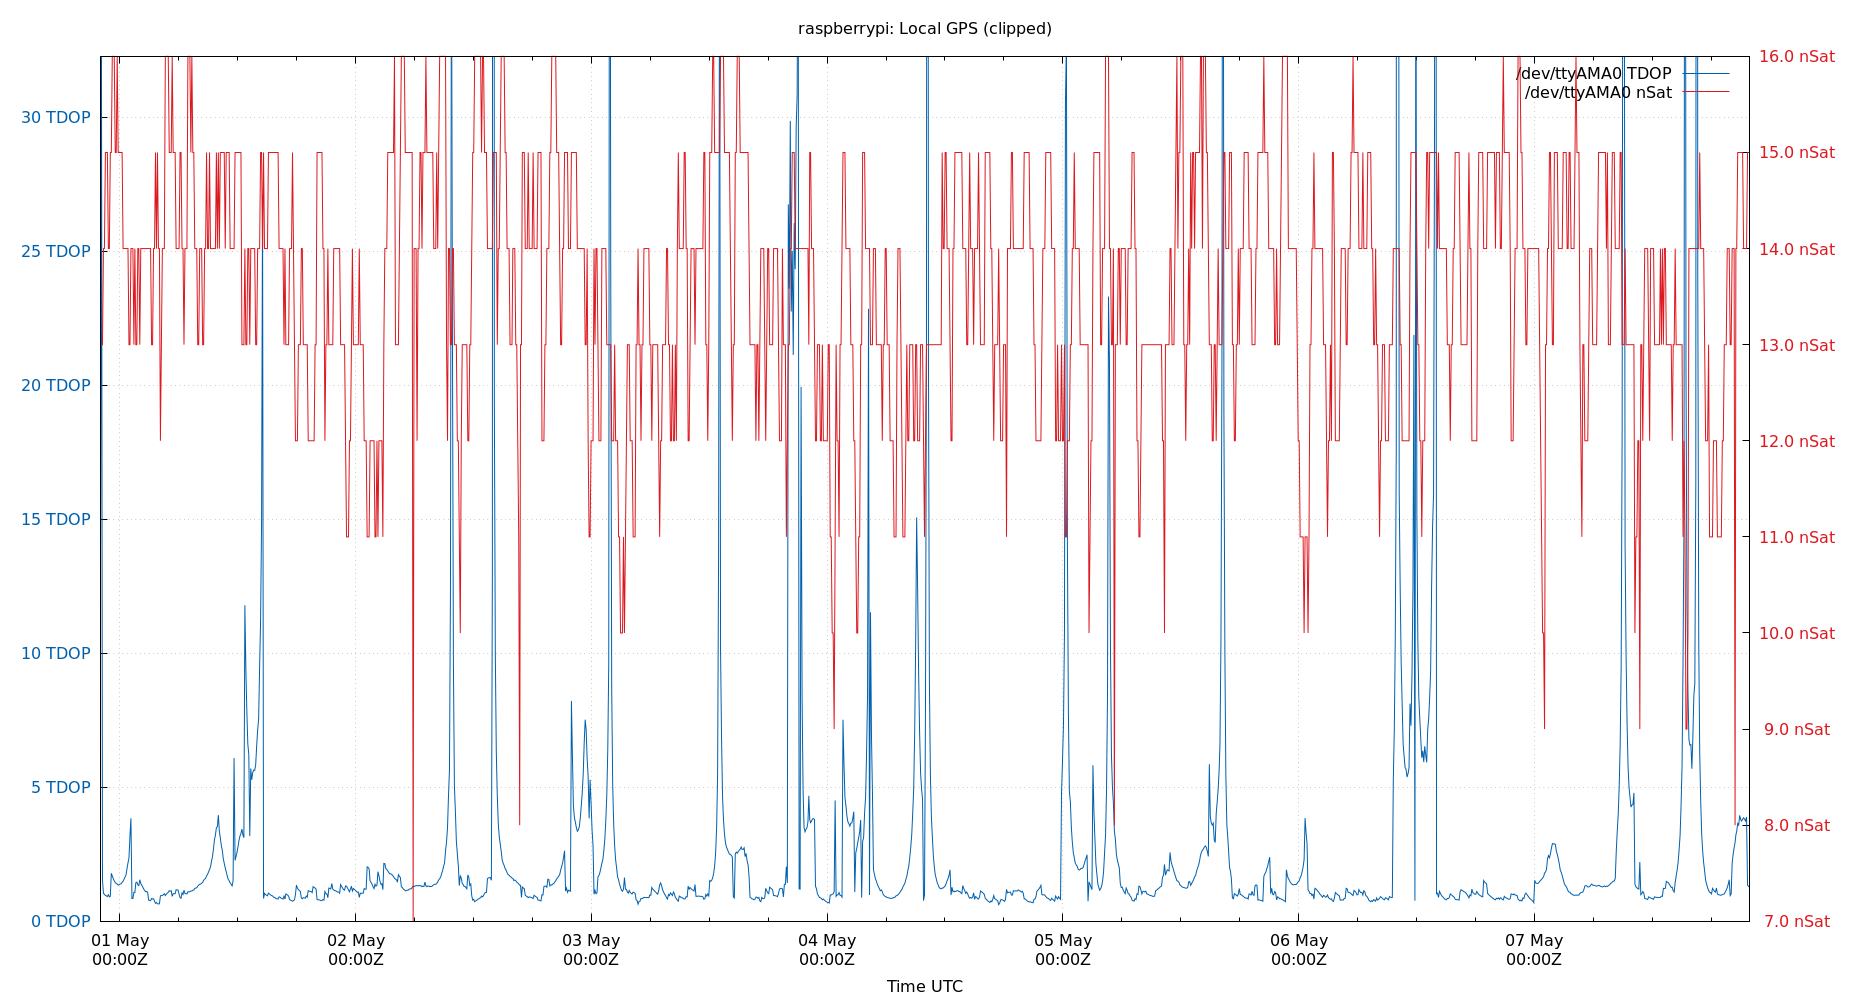 raspberrypi: Local GPS (clipped)
/dev/ttyAMA0 TDOP
/dev/ttyAMA0 nSat
30 TDOP
25 TDOP
20 TDOP
15 TDOP
10 TDOP
5 TDOP
0 TDOP
16.0 nSat
15.0 nSat
14.0 nSat
13.0 nSat
12.0 nSat
11.0 nSat
10.0 nSat
9.0 nSat
8.0 nSat
7.0 nSat
01 May 02 May 03 May 04 May 05 May 06 May 07 May
00:00Z 00:00Z 00:00Z 00:00Z 00:00Z 00:00Z 00:00Z
Time UTC